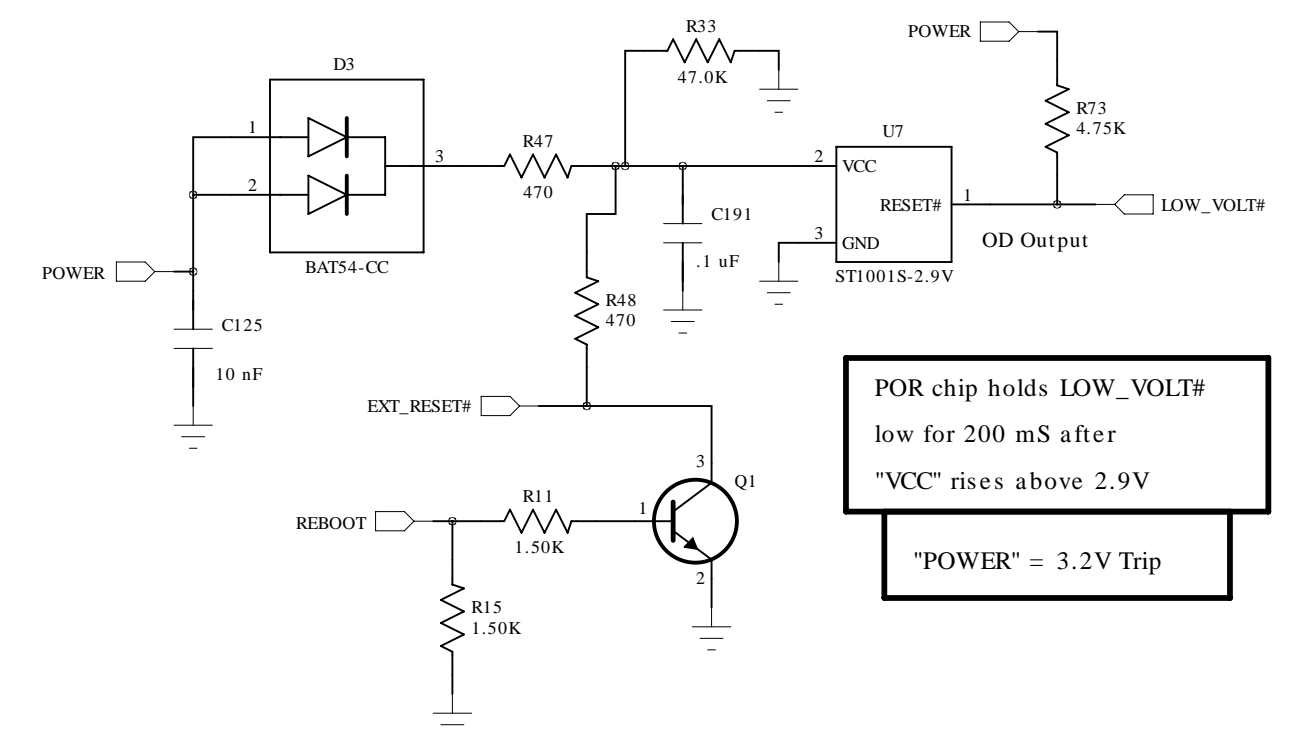 R33
47.0K
POWER
D3
R73
4.75K
U7
R47
470
1
2
3
2
VCC
RESET#
1
LOW_VOLT#
3
GND
OD Output
ST1001S-2.9V
C191
.1 uF
BAT54-CC
POWER
C125
10 nF
R48
470
EXT_RESET#
POR chip holds LOW_VOLT#
low for 200 mS after
"VCC" rises above 2.9V
"POWER" = 3.2V Trip
3
Q1
R11
1
REBOOT
1.50K
2
R15
1.50K